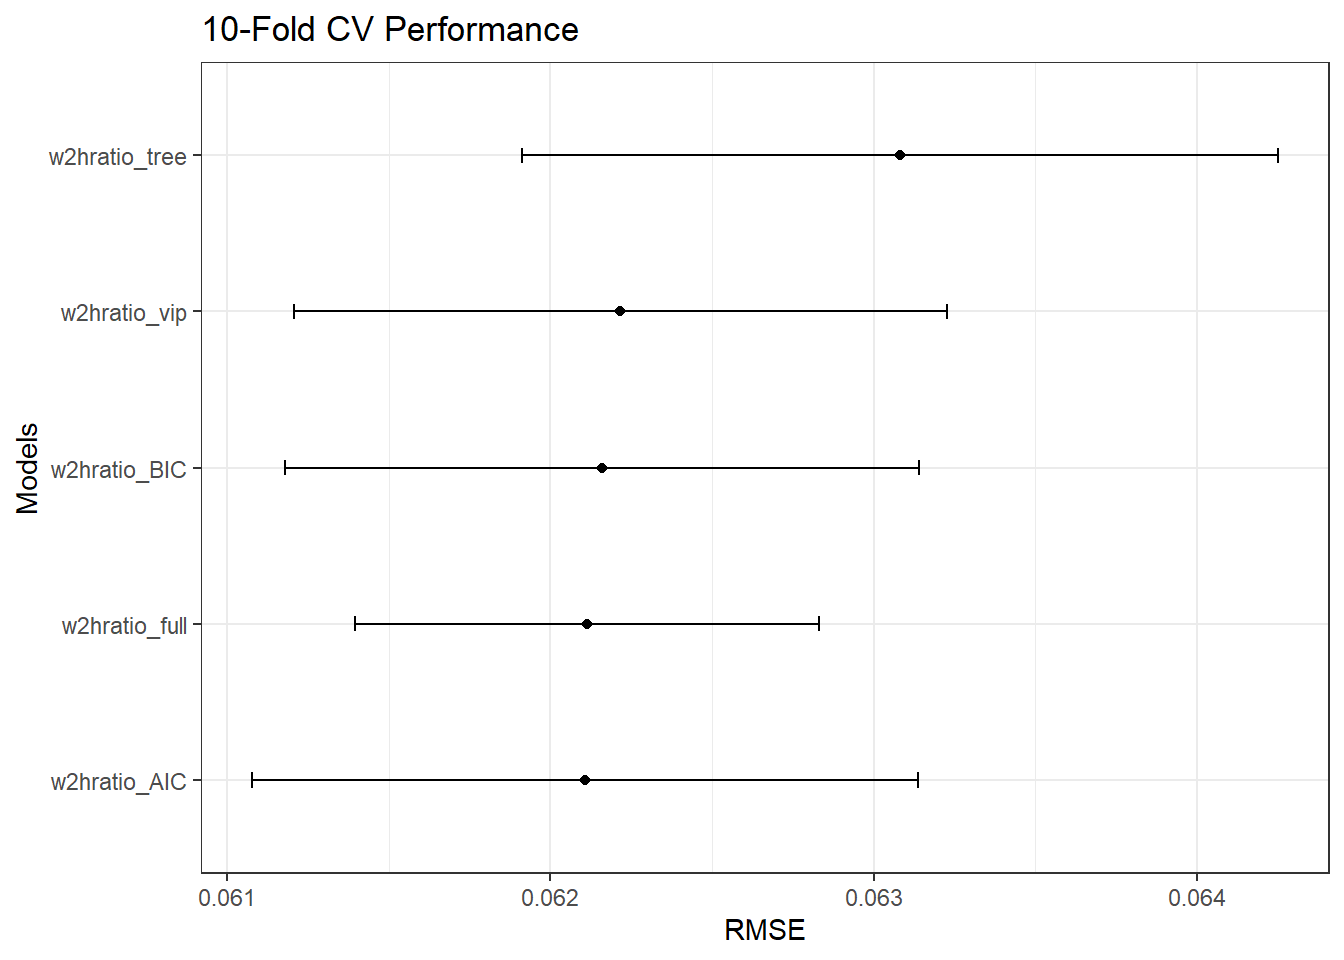 10-Fold CV Performance
w2hratio_tree
w2hratio_vip
w2hratio_BIC
w2hratio_full
w2hratio_AIC
Models
0.061 0.062 0.063 0.064
RMSE